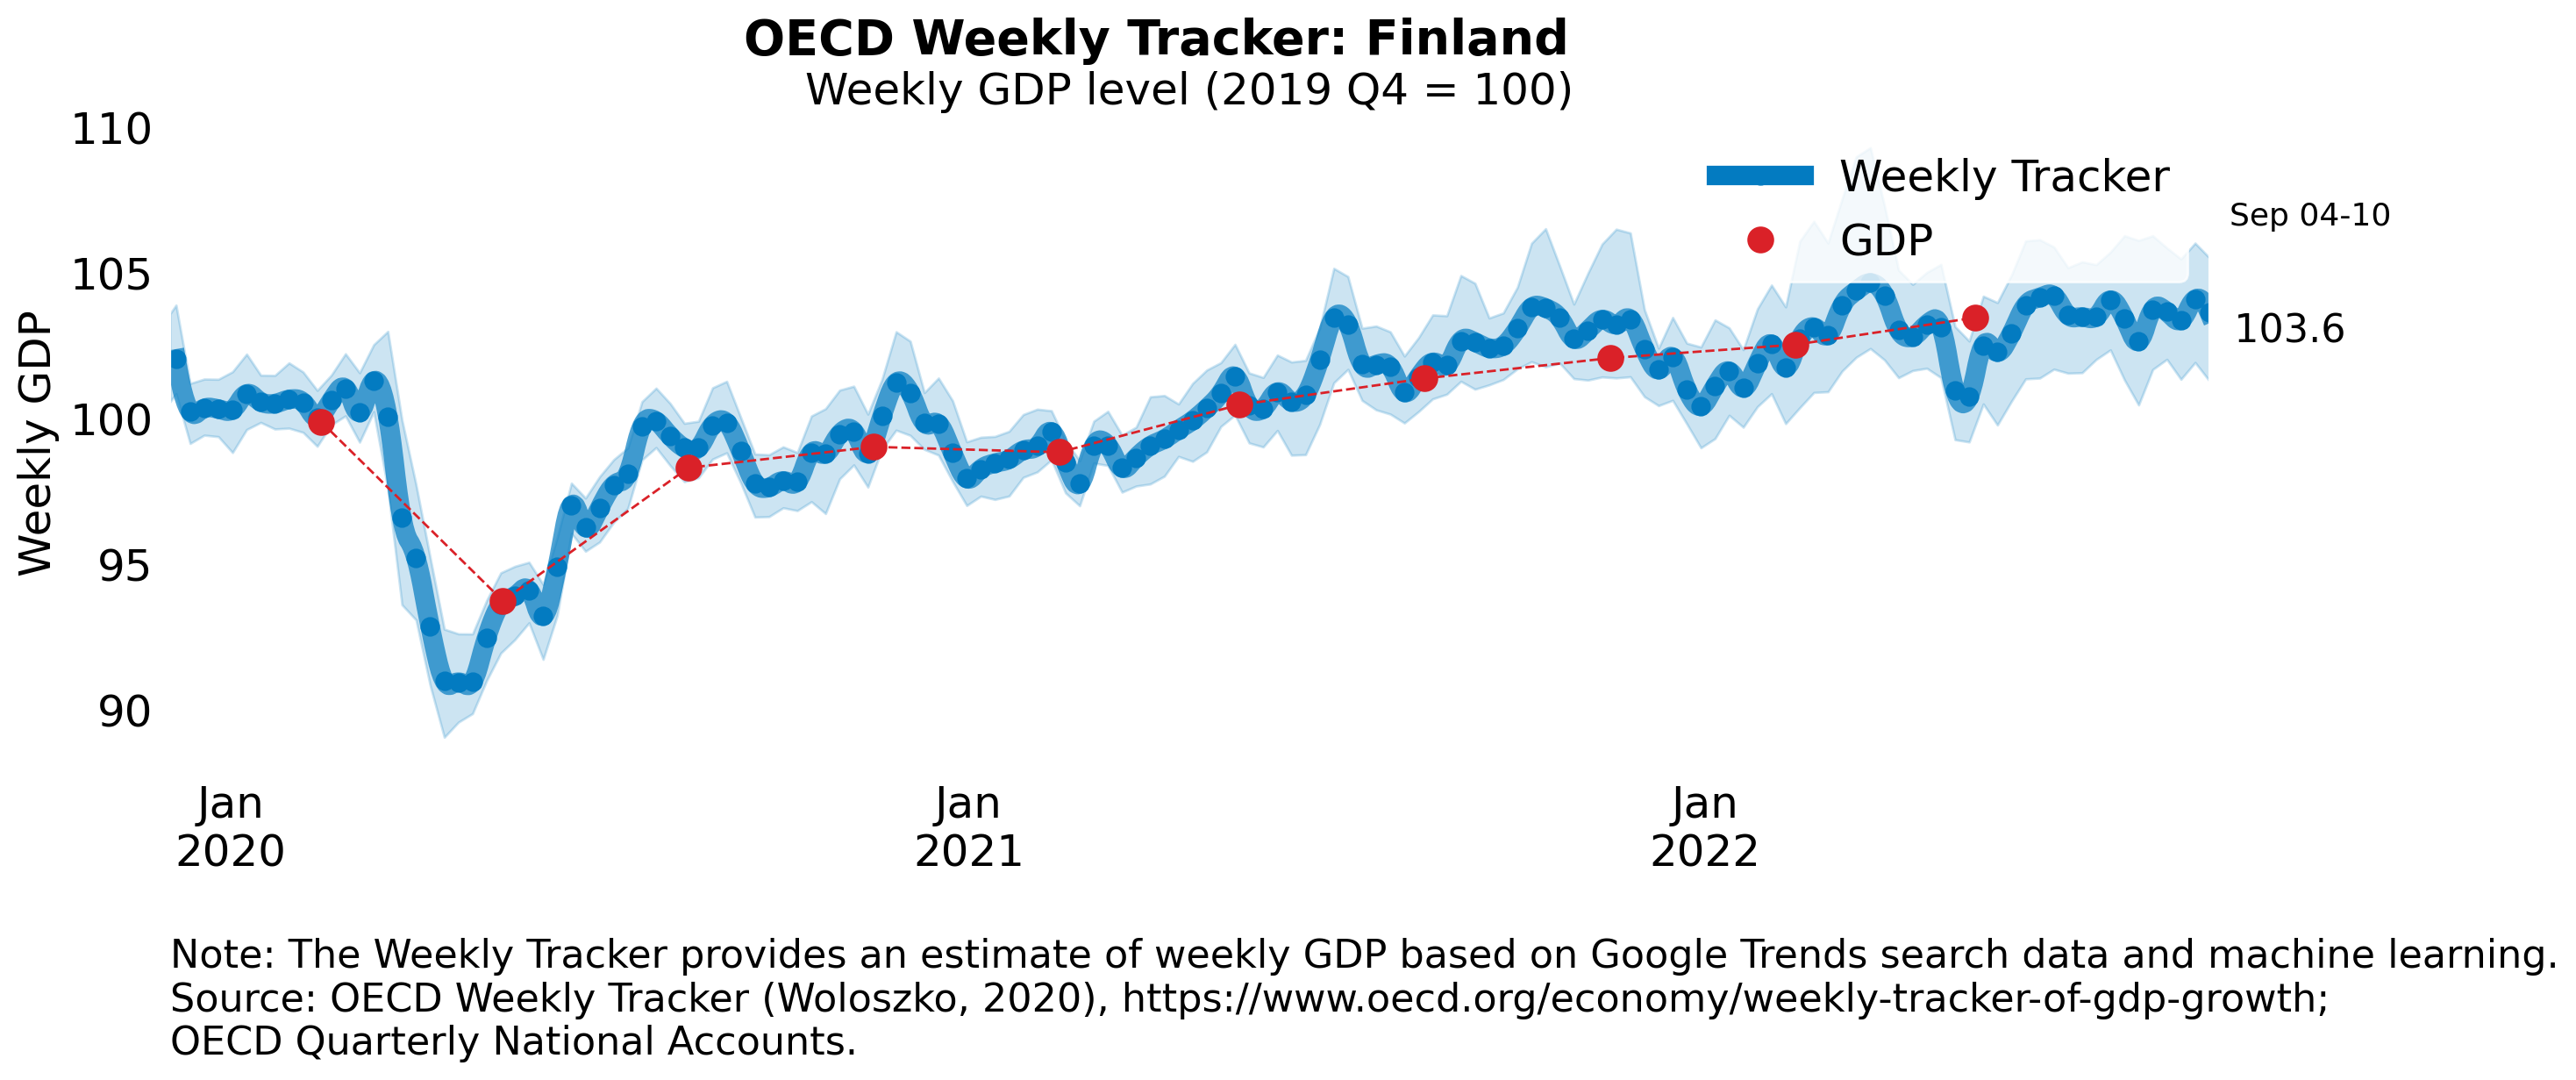 OECD Weekly Tracker: Finland
Weekly GDP level (2019 Q4 = 100)
110
105
100
95
90
Weekly GDP
Weekly Tracker
GDP
Sep 04-10
103.6
Jan
2020
Jan
2021
Jan
2022
Note: The Weekly Tracker provides an estimate of weekly GDP based on Google Trends search data and machine learning.
Source: OECD Weekly Tracker (Woloszko, 2020), https://www.oecd.org/economy/weekly-tracker-of-gdp-growth;
OECD Quarterly National Accounts.